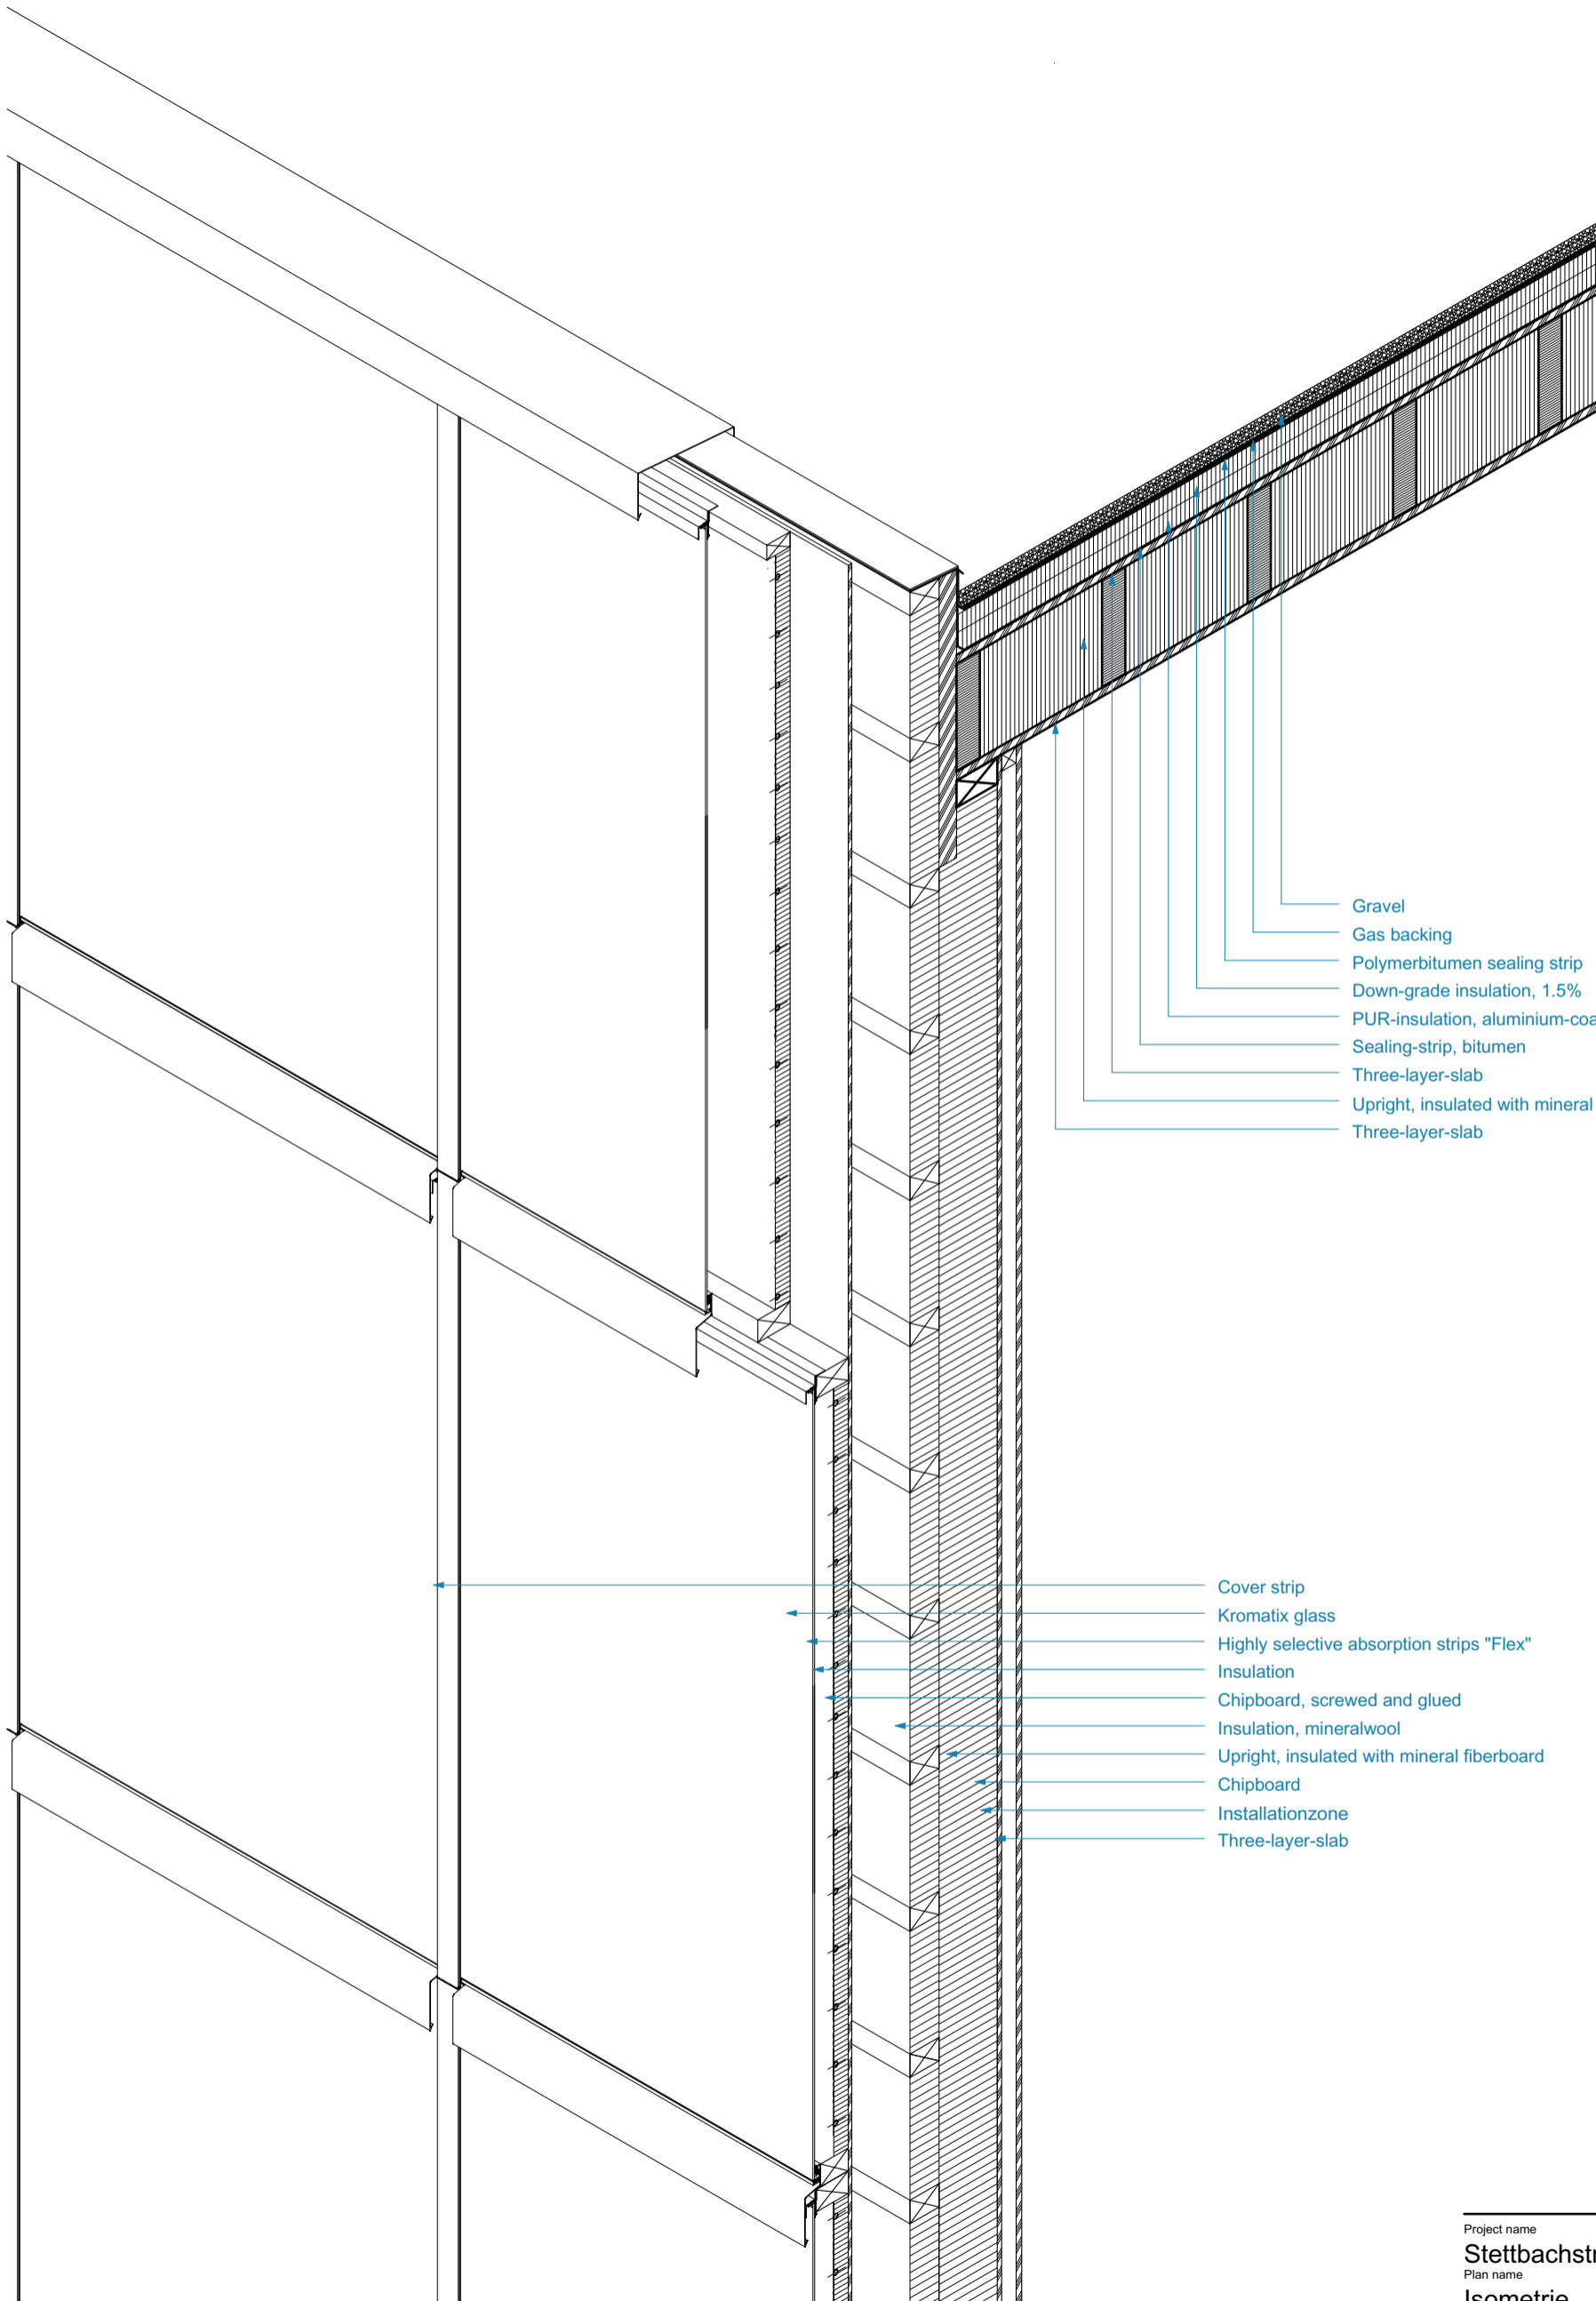 Gravel
Gas backing
Polymerbitumen sealing strip
Down-grade insulation, 1.5%
PUR-insulation, aluminium-coa
Sealing-strip, bitumen
Three-layer-slab
Upright, insulated with mineral
Three-layer-slab
Cover strip
Kromatix glass
Highly selective absorption strips "Flex"
Insulation
Chipboard, screwed and glued
Insulation, mineralwool
Upright, insulated with mineral fiberboard
Chipboard
Installationzone
Three-layer-slab
Project name
Stettbachstr
Plan name
Isometrie